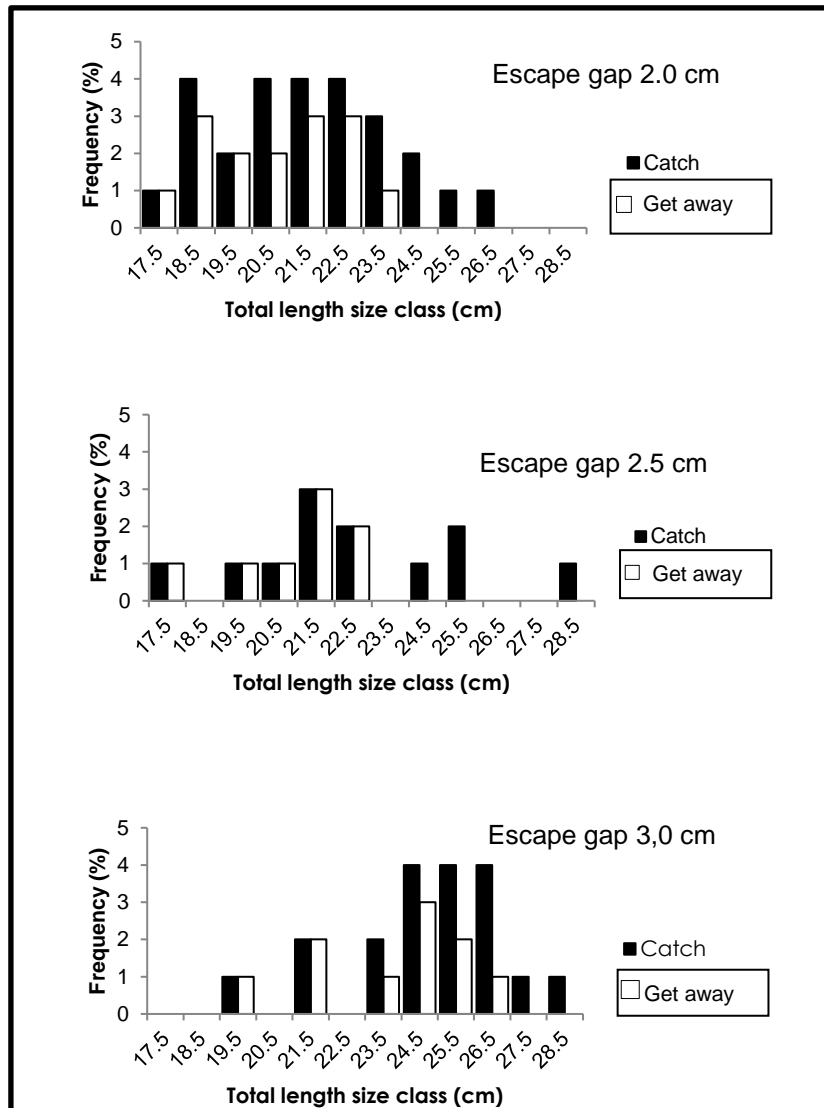 Escape gap 2.0 cm
Frequency (%)
5
4
3
2
1
0
17.5 18.5 19.5 20.5 21.5 22.5 23.5 24.5 25.5 26.5 27.5 28.5
Total length size class (cm)
Catch
Get away
Escape gap 2.5 cm
Frequency (%)
5
4
3
2
1
0
17.5 18.5 19.5 20.5 21.5 22.5 23.5 24.5 25.5 26.5 27.5 28.5
Total length size class (cm)
Catch
Get away
Escape gap 3,0 cm
Frequency (%)
5
4
3
2
1
0
17.5 18.5 19.5 20.5 21.5 22.5 23.5 24.5 25.5 26.5 27.5 28.5
Total length size class (cm)
Catch
Get away